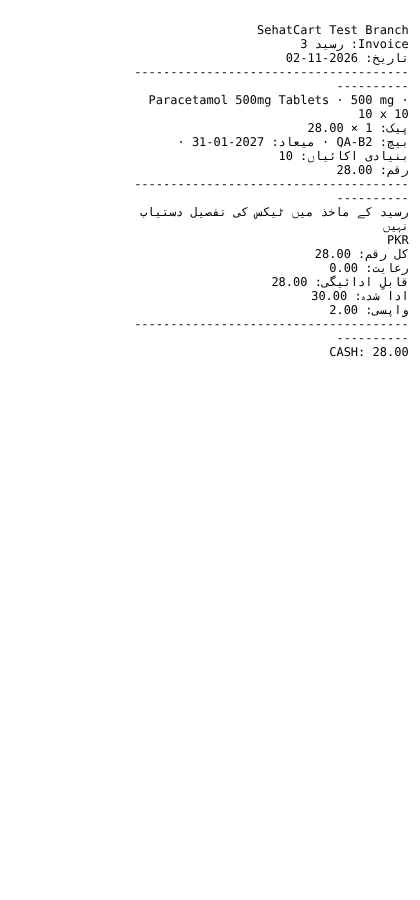 SehatCart Test Branch
Invoice: رسید 3
تاریخ: 2026-11-02
--------------------------------------
----------
Paracetamol 500mg Tablets · 500 mg ·
10 x 10
پیک: 1 × 28.00
بیچ: QA-B2 · میعاد: 2027-01-31 ·
بنیادی اکائیاں: 10
رقم: 28.00
--------------------------------------
----------
رسید کے ماخذ میں ٹیکس کی تفصیل دستیاب
نہیں
PKR
کل رقم: 28.00
رعایت: 0.00
قابلِ ادائیگی: 28.00
ادا شدہ: 30.00
واپسی: 2.00
--------------------------------------
----------
CASH: 28.00